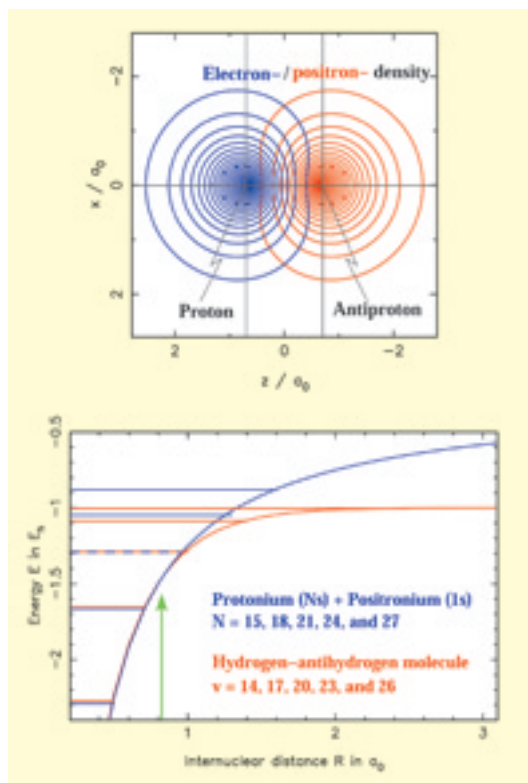 Electron- / positron- density
-2
0
2
x / a₀
Proton
Antiproton
2
0
-2
z / a₀
-0.5
-1
-1.5
-2
Energy E in Eₕ
Protonium (Ns) + Positronium (1s)
N = 15, 18, 21, 24, and 27
Hydrogen-antihydrogen molecule
v = 14, 17, 20, 23, and 26
1
2
3
Internuclear distance R in a₀